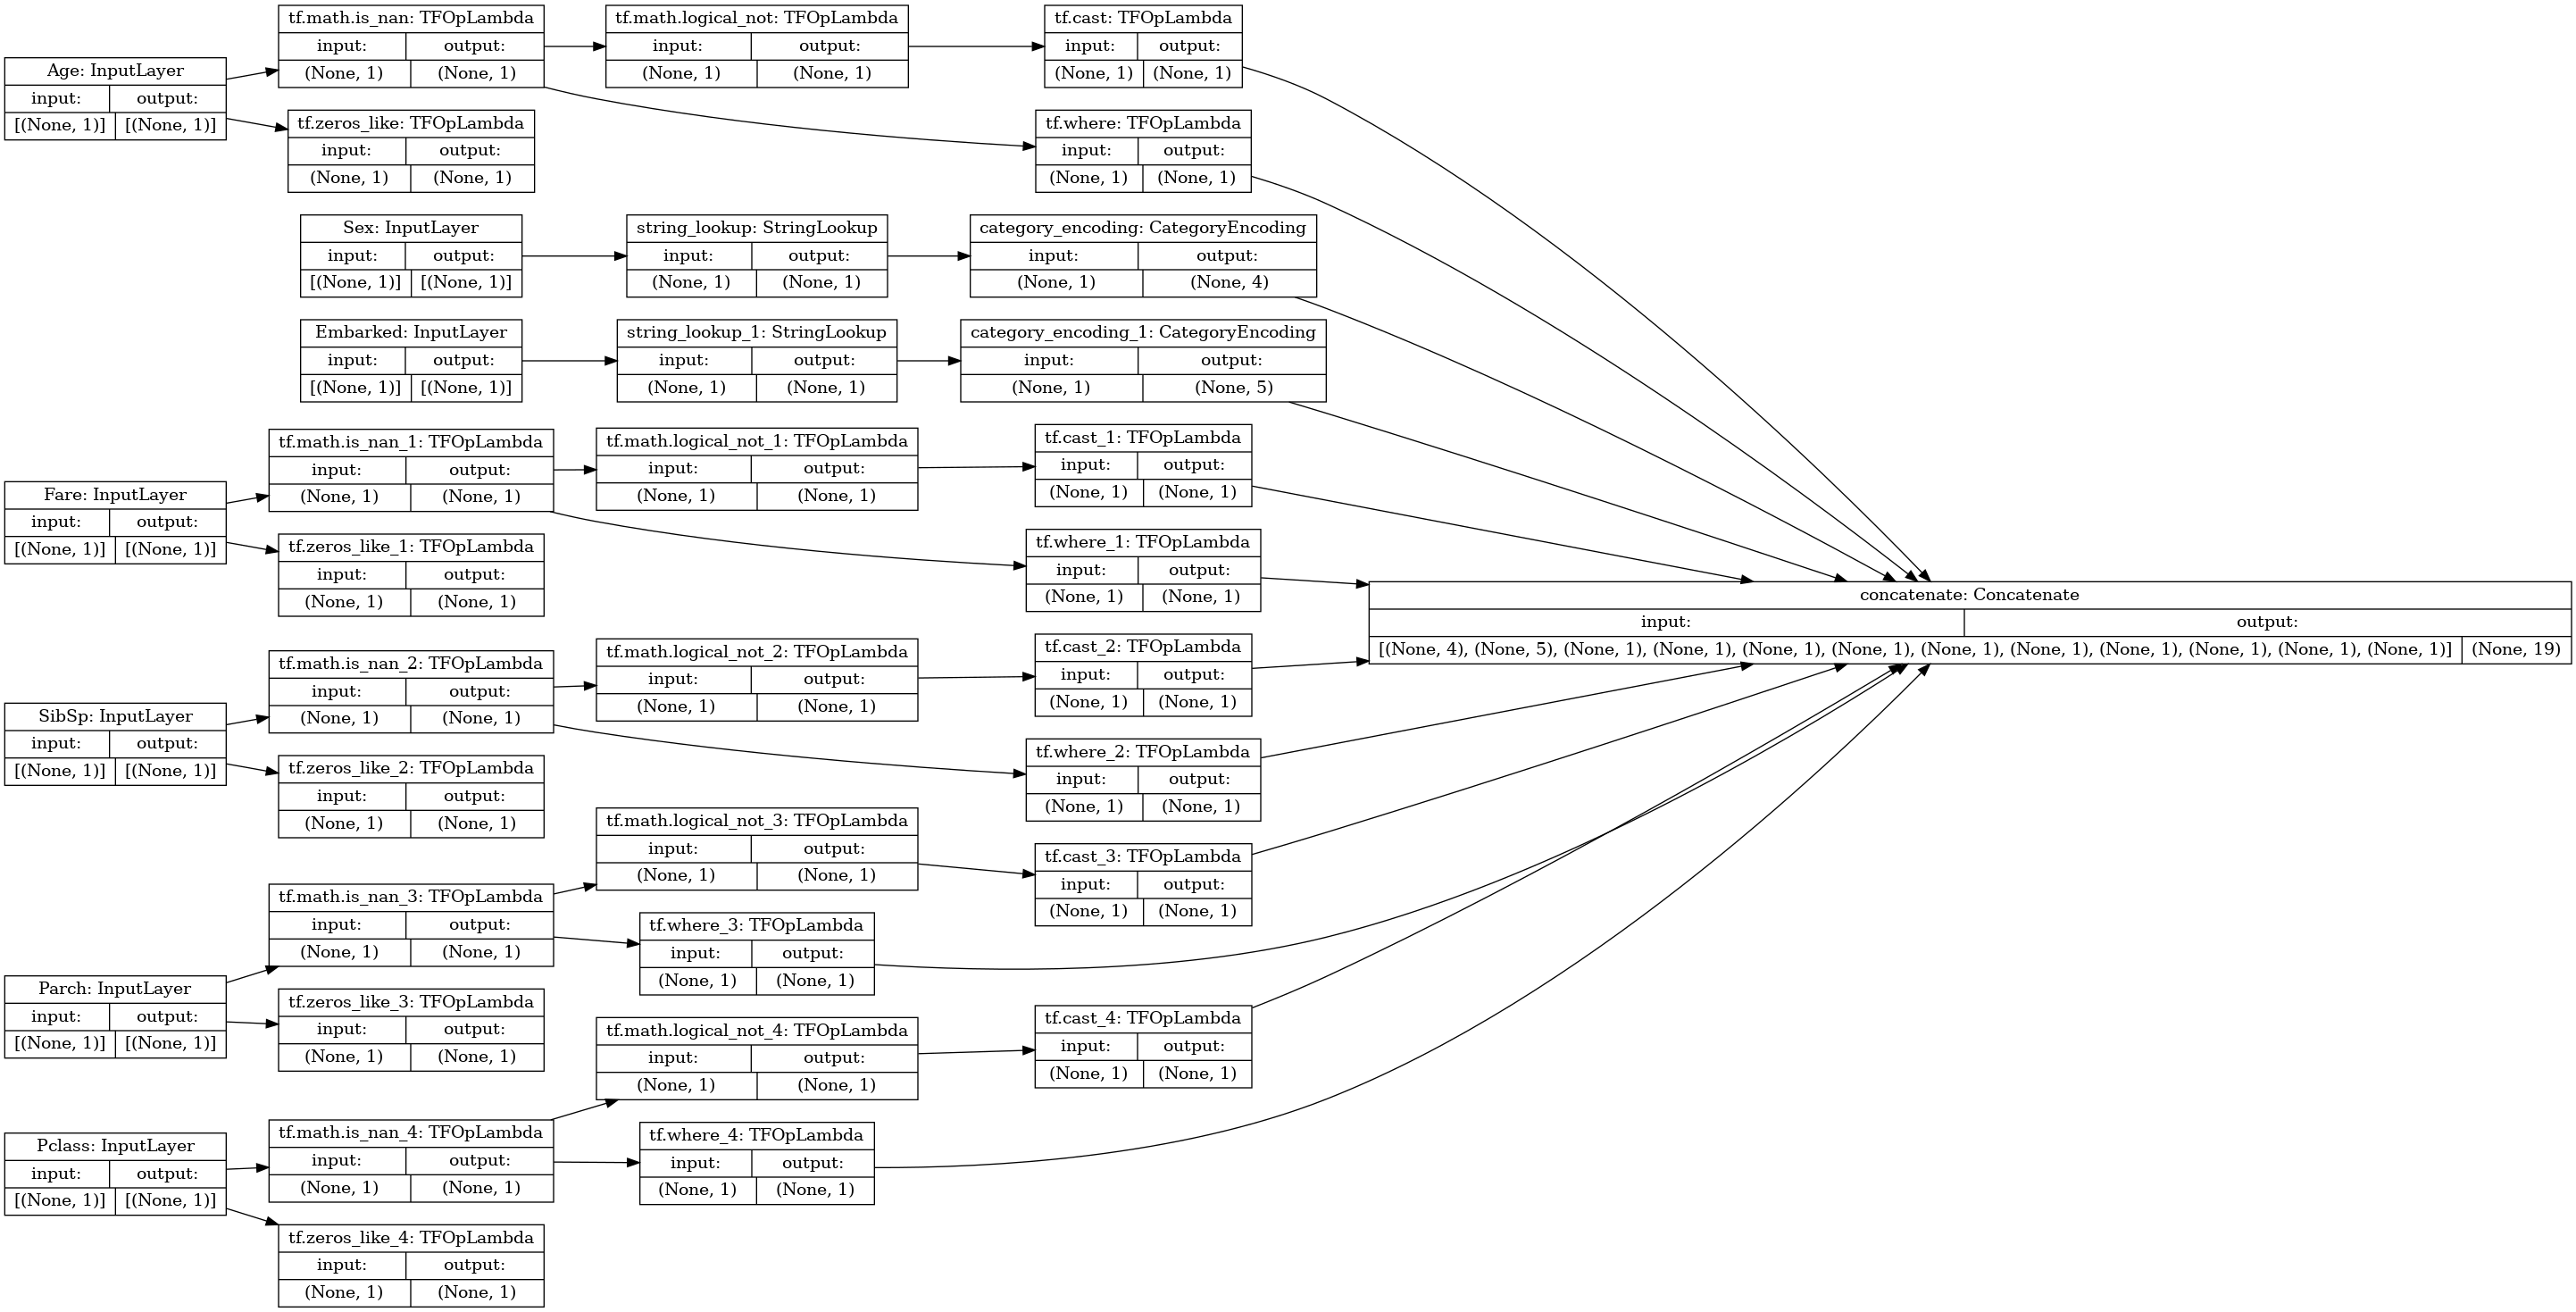 Age: InputLayer
input: output:
[(None, 1)] [(None, 1)]
tf.math.is_nan: TFOpLambda
input: output:
(None, 1) (None, 1)
tf.math.logical_not: TFOpLambda
input: output:
(None, 1) (None, 1)
tf.cast: TFOpLambda
input: output:
(None, 1) (None, 1)
tf.zeros_like: TFOpLambda
input: output:
(None, 1) (None, 1)
tf.where: TFOpLambda
input: output:
(None, 1) (None, 1)
Sex: InputLayer
input: output:
[(None, 1)] [(None, 1)]
string_lookup: StringLookup
input: output:
(None, 1) (None, 1)
category_encoding: CategoryEncoding
input: output:
(None, 1) (None, 4)
Embarked: InputLayer
input: output:
[(None, 1)] [(None, 1)]
string_lookup_1: StringLookup
input: output:
(None, 1) (None, 1)
category_encoding_1: CategoryEncoding
input: output:
(None, 1) (None, 5)
Fare: InputLayer
input: output:
[(None, 1)] [(None, 1)]
tf.math.is_nan_1: TFOpLambda
input: output:
(None, 1) (None, 1)
tf.math.logical_not_1: TFOpLambda
input: output:
(None, 1) (None, 1)
tf.cast_1: TFOpLambda
input: output:
(None, 1) (None, 1)
tf.zeros_like_1: TFOpLambda
input: output:
(None, 1) (None, 1)
tf.where_1: TFOpLambda
input: output:
(None, 1) (None, 1)
concatenate: Concatenate
input: output:
[(None, 4), (None, 5), (None, 1), (None, 1), (None, 1), (None, 1), (None, 1), (None, 1), (None, 1), (None, 1), (None, 1), (None, 1)] (None, 19)
SibSp: InputLayer
input: output:
[(None, 1)] [(None, 1)]
tf.math.is_nan_2: TFOpLambda
input: output:
(None, 1) (None, 1)
tf.math.logical_not_2: TFOpLambda
input: output:
(None, 1) (None, 1)
tf.cast_2: TFOpLambda
input: output:
(None, 1) (None, 1)
tf.zeros_like_2: TFOpLambda
input: output:
(None, 1) (None, 1)
tf.where_2: TFOpLambda
input: output:
(None, 1) (None, 1)
Parch: InputLayer
input: output:
[(None, 1)] [(None, 1)]
tf.math.is_nan_3: TFOpLambda
input: output:
(None, 1) (None, 1)
tf.math.logical_not_3: TFOpLambda
input: output:
(None, 1) (None, 1)
tf.cast_3: TFOpLambda
input: output:
(None, 1) (None, 1)
tf.where_3: TFOpLambda
input: output:
(None, 1) (None, 1)
tf.zeros_like_3: TFOpLambda
input: output:
(None, 1) (None, 1)
Pclass: InputLayer
input: output:
[(None, 1)] [(None, 1)]
tf.math.is_nan_4: TFOpLambda
input: output:
(None, 1) (None, 1)
tf.math.logical_not_4: TFOpLambda
input: output:
(None, 1) (None, 1)
tf.cast_4: TFOpLambda
input: output:
(None, 1) (None, 1)
tf.where_4: TFOpLambda
input: output:
(None, 1) (None, 1)
tf.zeros_like_4: TFOpLambda
input: output:
(None, 1) (None, 1)